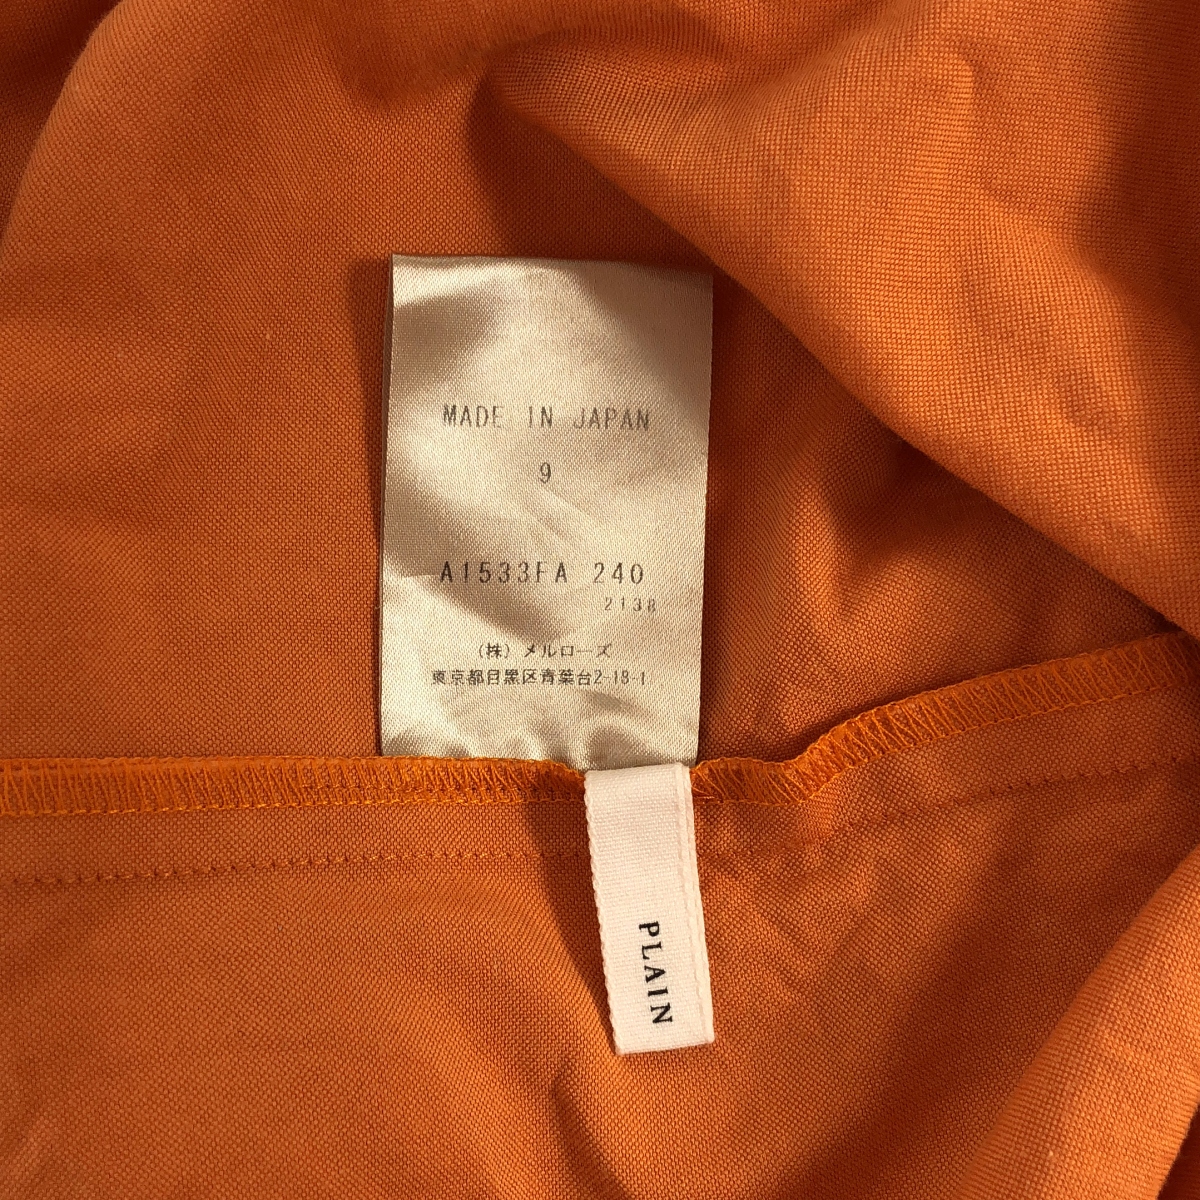 MADE IN JAPAN
9
A1533FA 240
2138
(株) メルローズ
東京都目黒区青葉台2-18-1
PLAIN